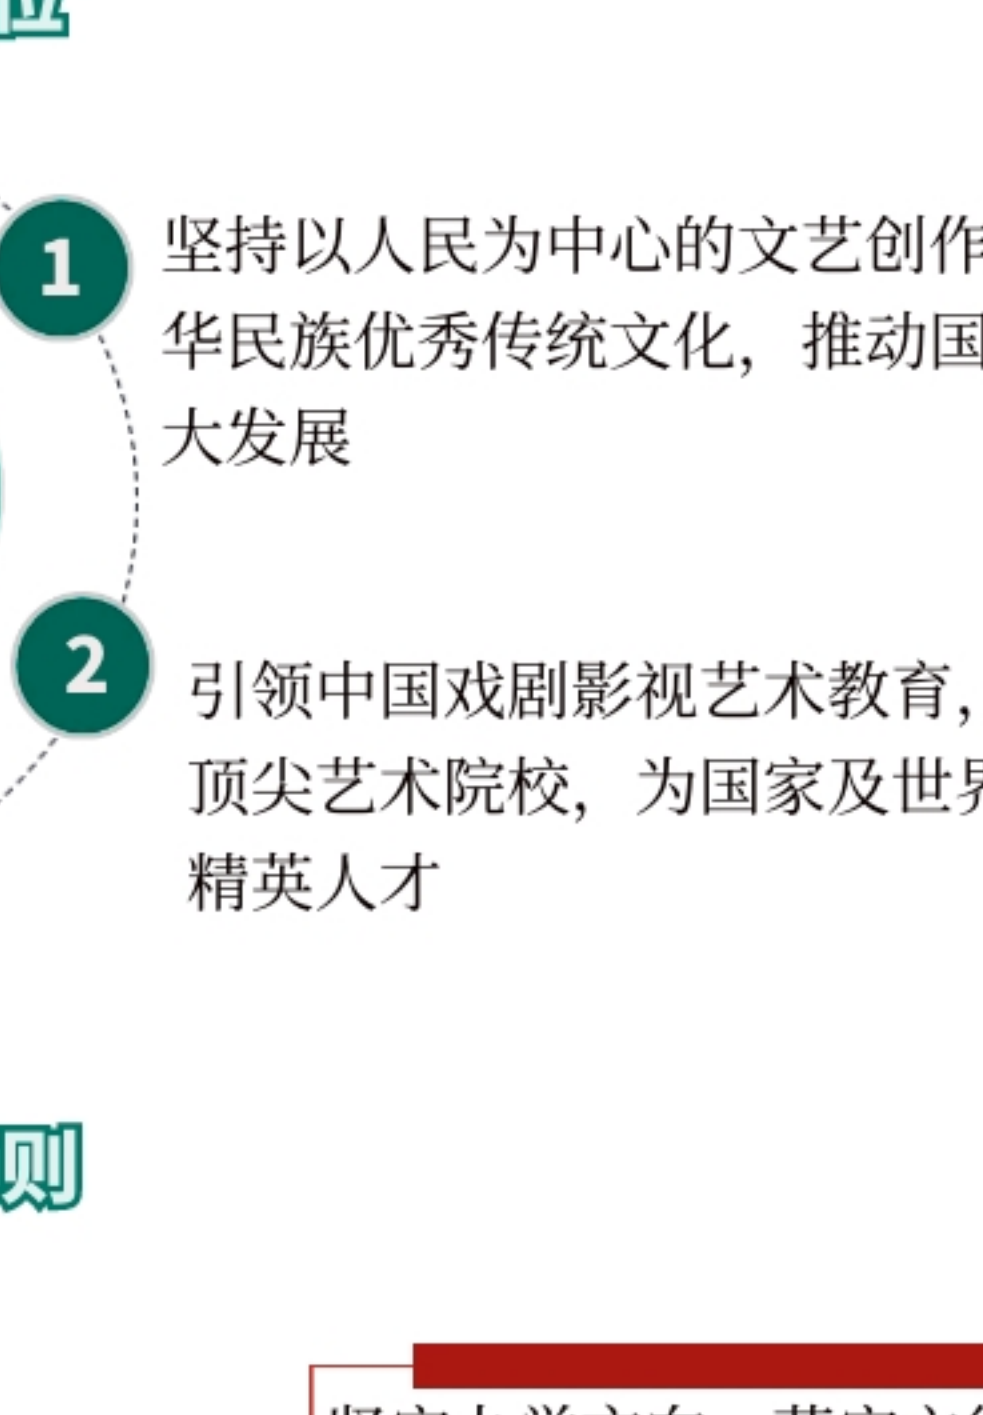 位
1
坚持以人民为中心的文艺创作
华民族优秀传统文化，推动国
大发展
2
引领中国戏剧影视艺术教育，
顶尖艺术院校，为国家及世界
精英人才
则